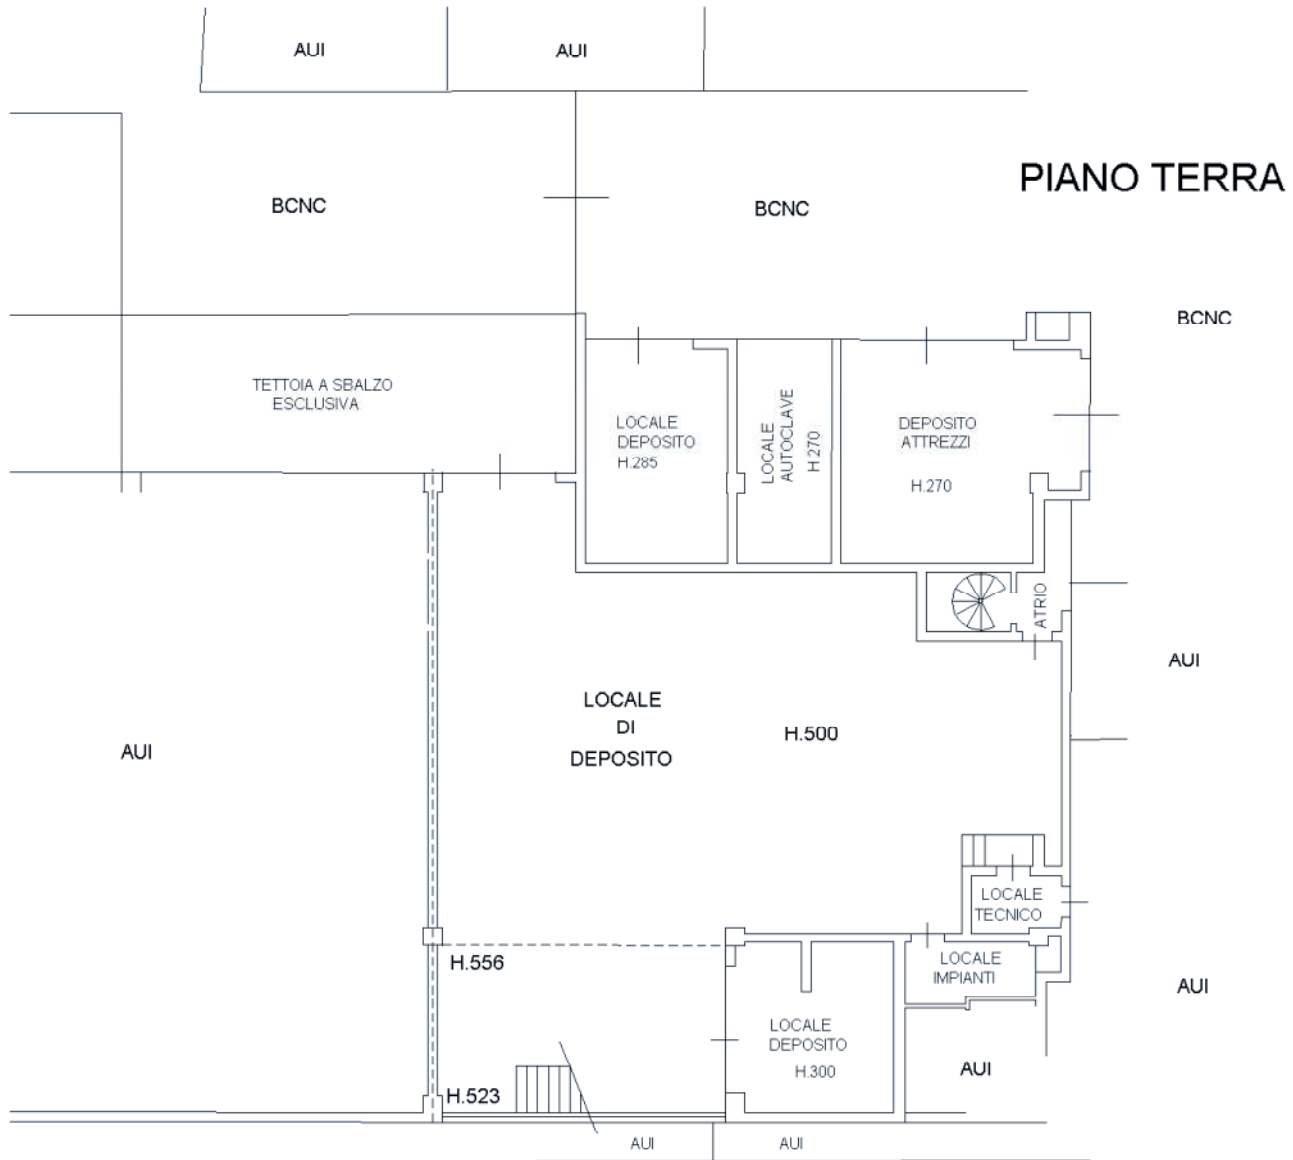 AUI
AUI
PIANO TERRA
BCNC
BCNC
BCNC
TETTOIA A SBALZO
ESCLUSIVA
LOCALE
DEPOSITO
H.285
LOCALE
AUTOCLAVE
H.270
DEPOSITO
ATTREZZI
H.270
ATRIO
AUI
LOCALE
DI
DEPOSITO
H.500
AUI
LOCALE
TECNICO
H.556
LOCALE
IMPIANTI
AUI
LOCALE
DEPOSITO
H.300
AUI
H.523
AUI
AUI